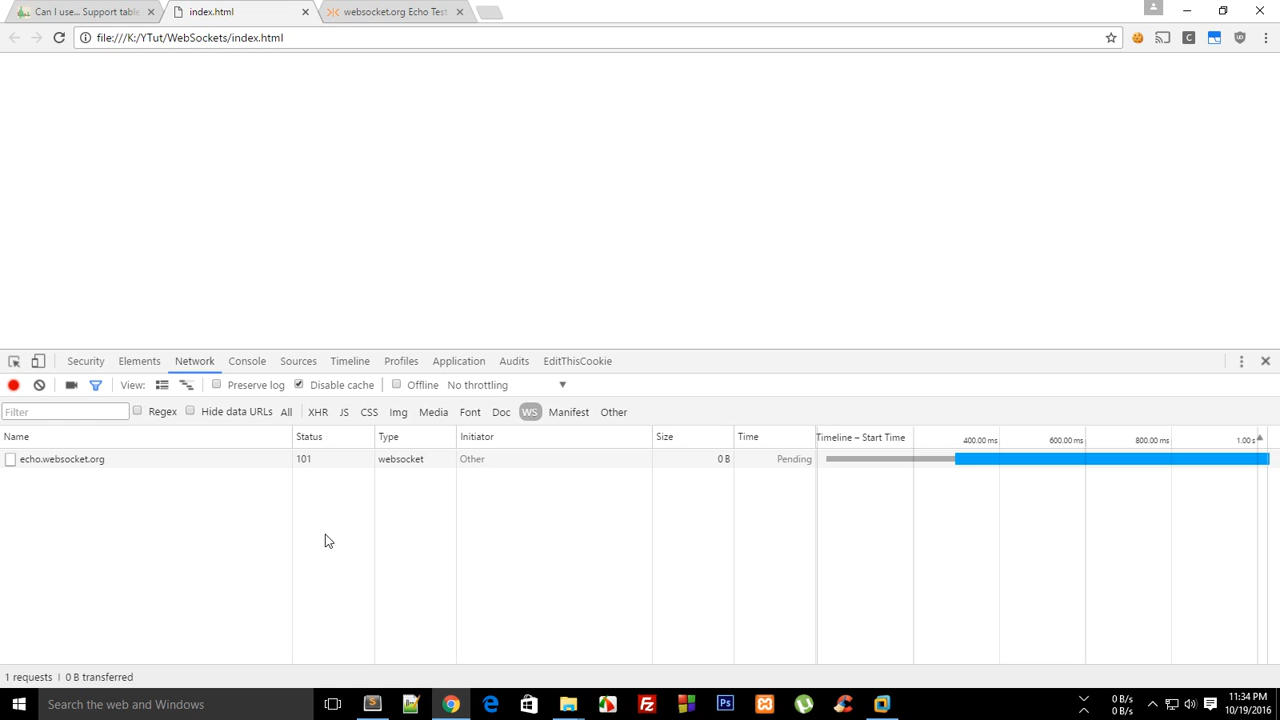 Can I use... Support table
index.html
websocket.org Echo Test
file:///K:/YTut/WebSockets/index.html
Security Elements Network Console Sources Timeline Profiles Application Audits EditThisCookie
View: Preserve log Disable cache Offline No throttling
Filter Regex Hide data URLs All XHR JS CSS Img Media Font Doc WS Manifest Other
Name Status Type Initiator Size Time Timeline – Start Time 400.00 ms 600.00 ms 800.00 ms 1.00 s
echo.websocket.org 101 websocket Other 0 B Pending
1 requests | 0 B transferred
Search the web and Windows
Ps
0 B/s
0 B/s
11:34 PM
10/19/2016